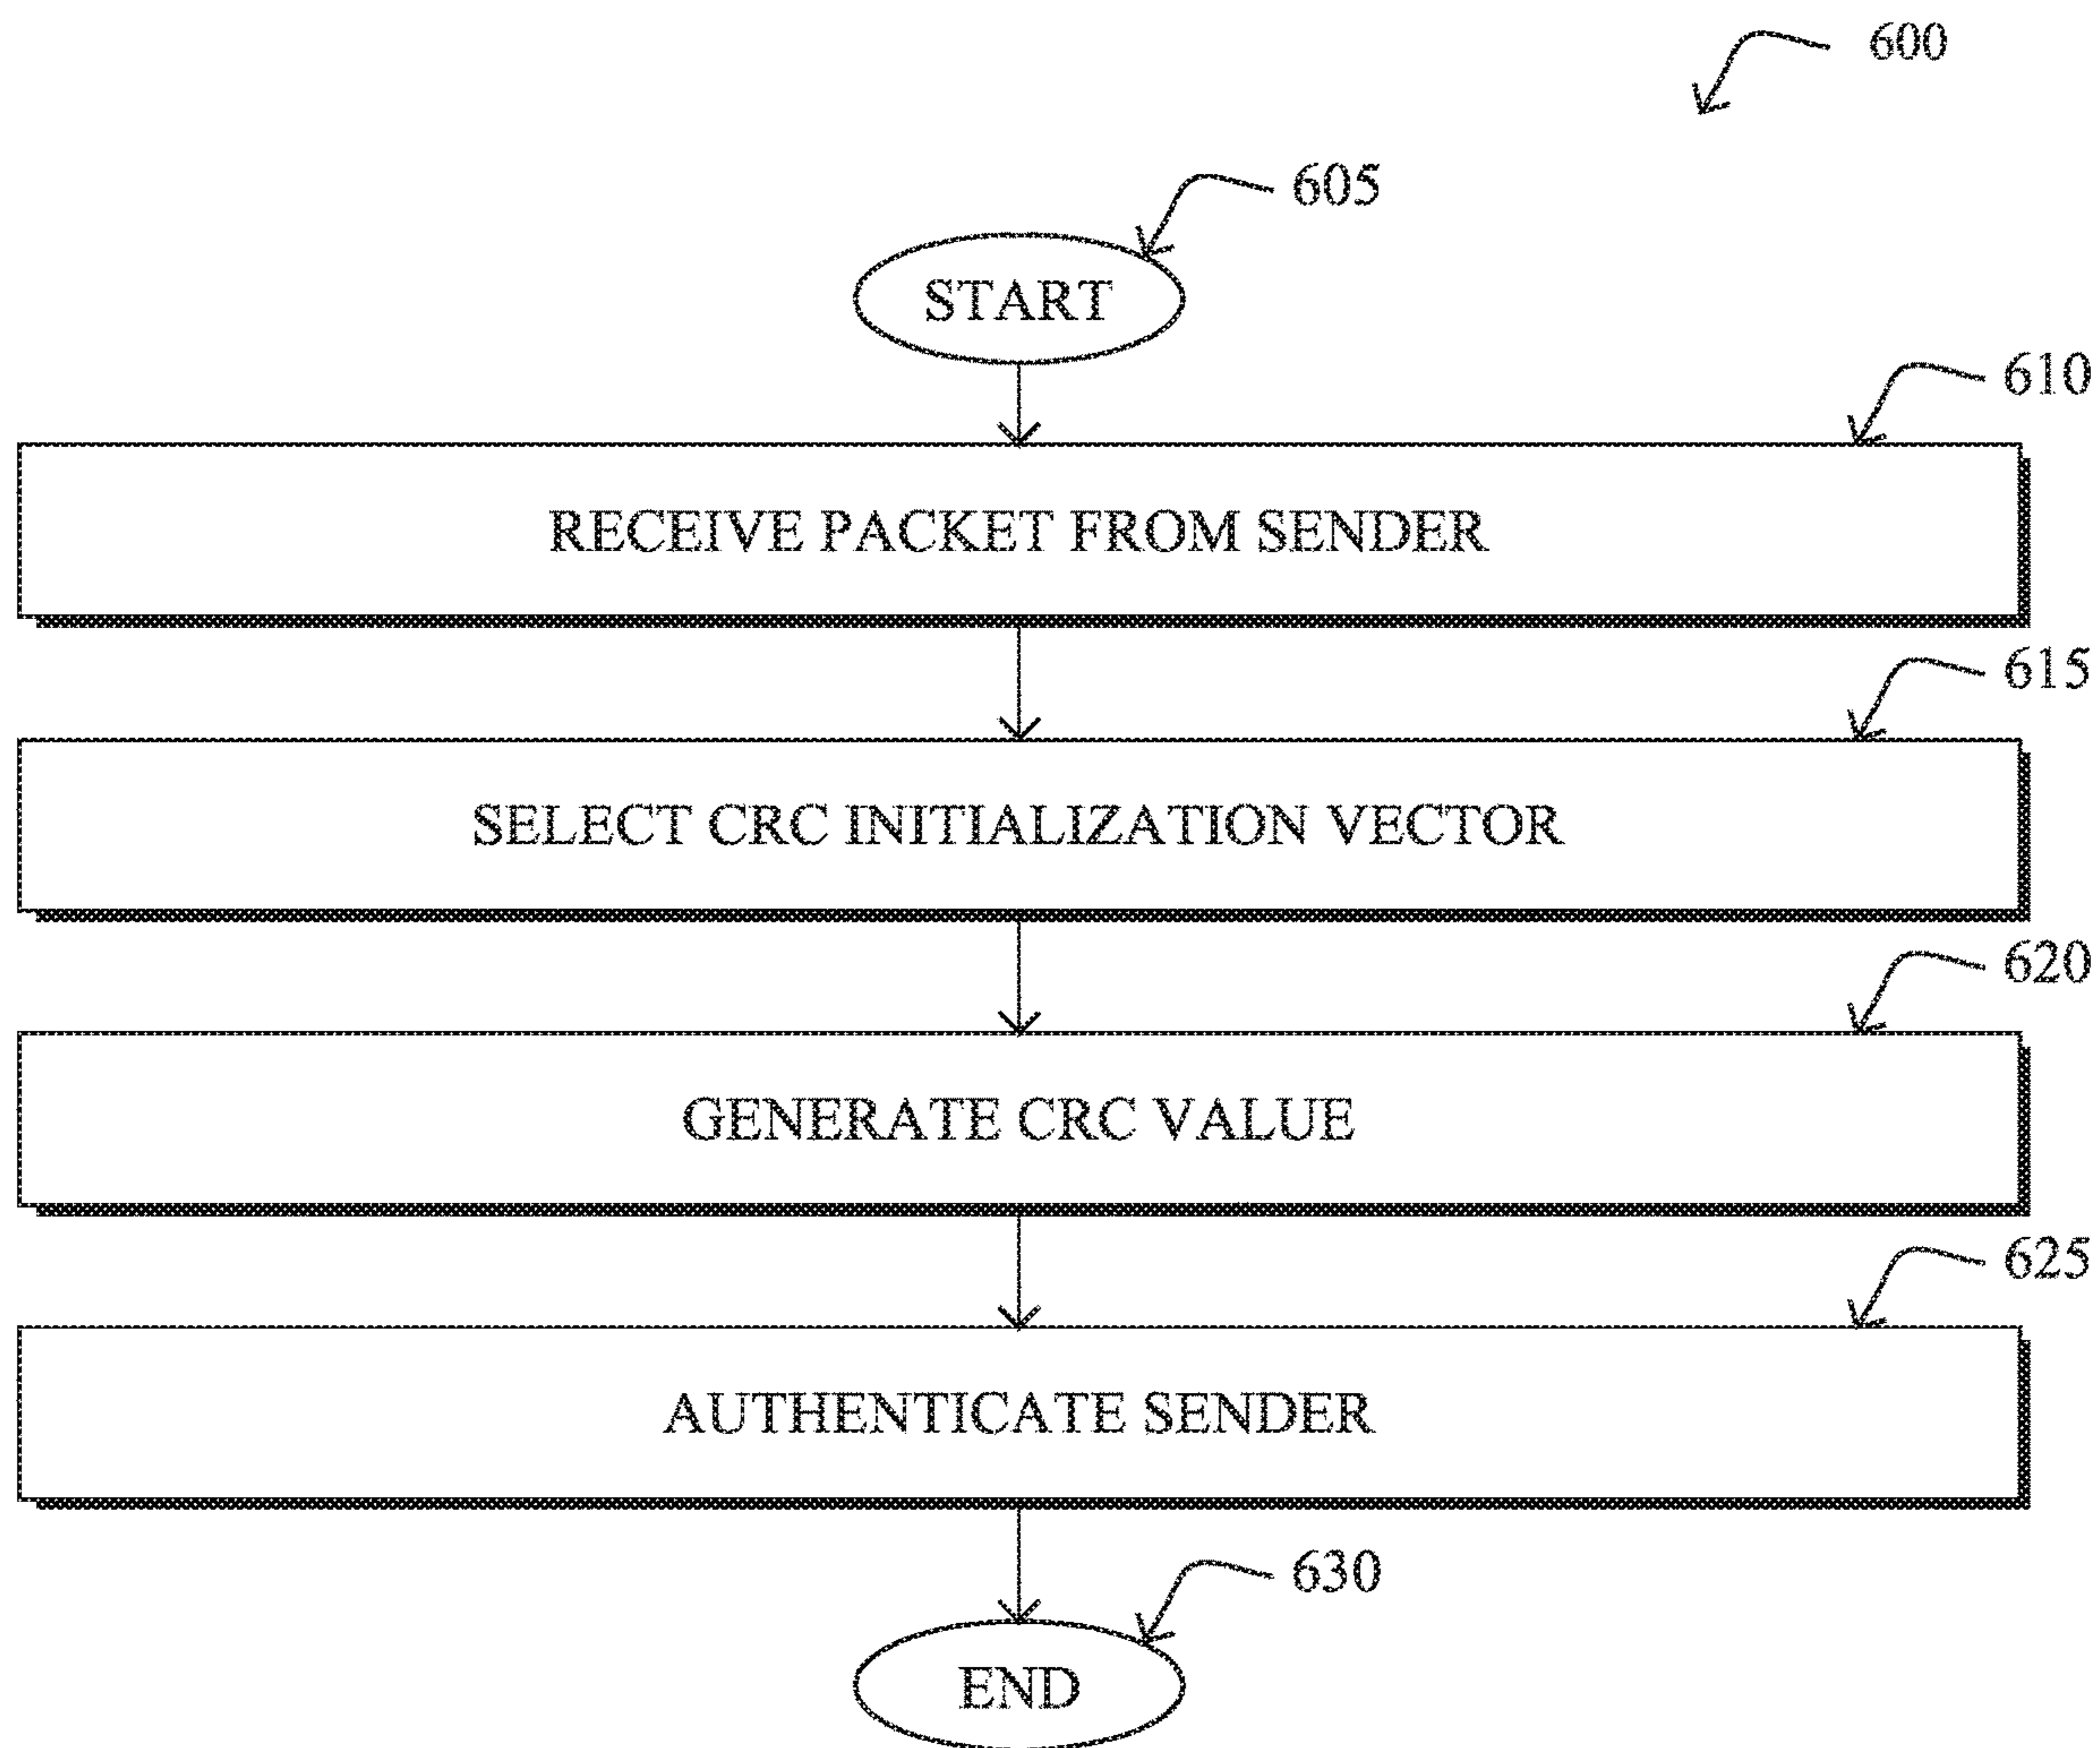 600
605
START
610
RECEIVE PACKET FROM SENDER
615
SELECT CRC INITIALIZATION VECTOR
620
GENERATE CRC VALUE
625
AUTHENTICATE SENDER
630
END